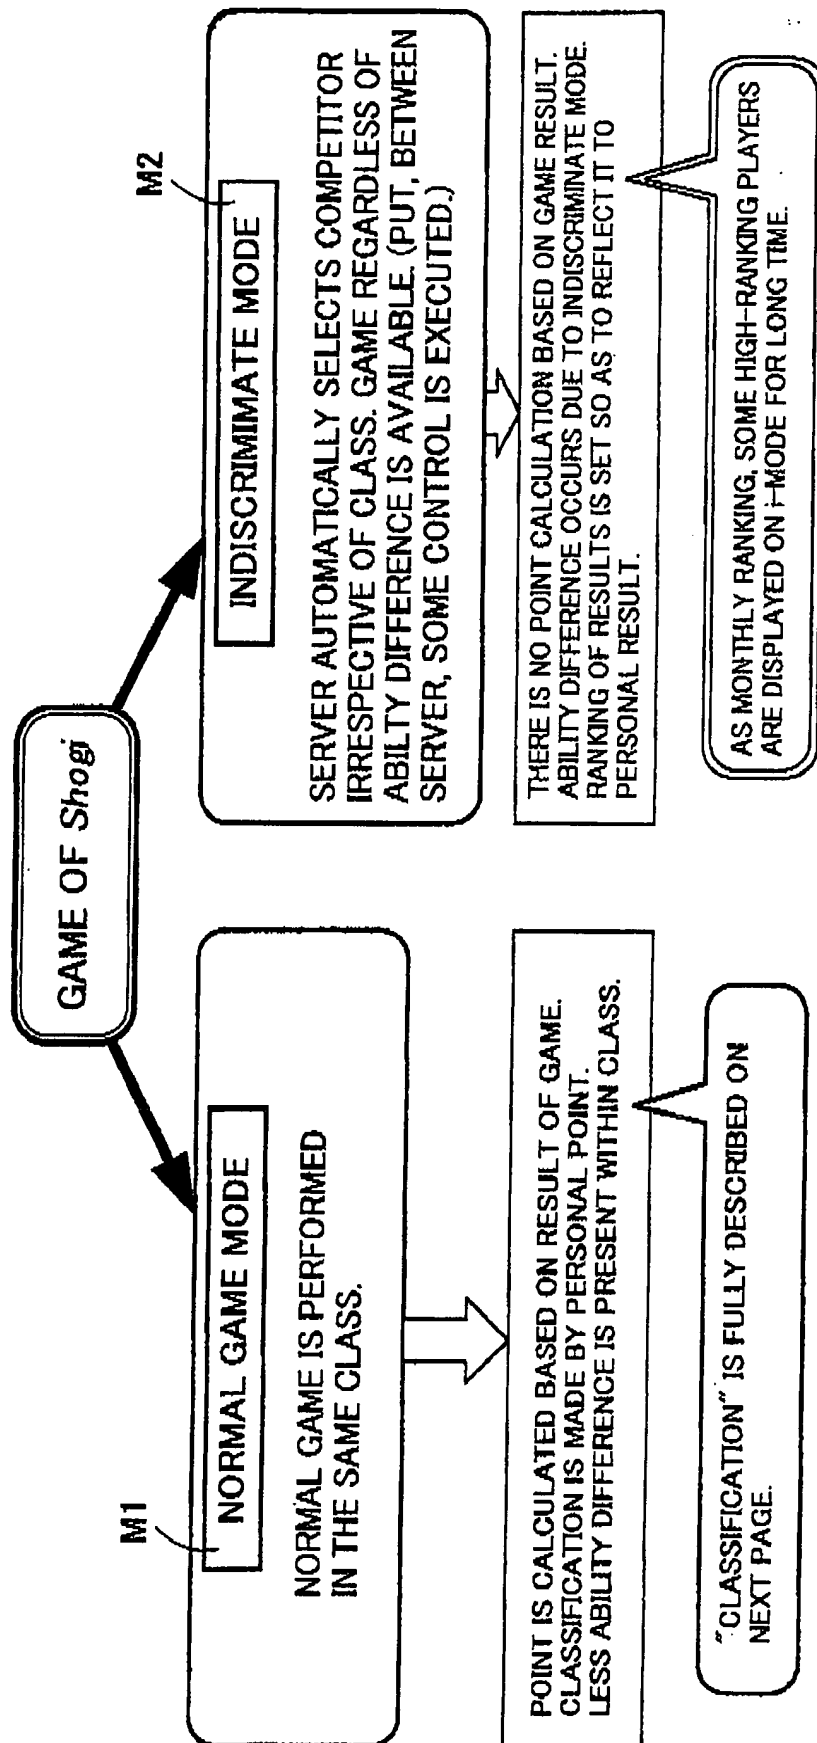 GAME OF Shogi
M1
NORMAL GAME MODE
NORMAL GAME IS PERFORMED
IN THE SAME CLASS.
POINT IS CALCULATED BASED ON RESULT OF GAME.
CLASSIFICATION IS MADE BY PERSONAL POINT.
LESS ABILITY DIFFERENCE IS PRESENT WITHIN CLASS.
"CLASSIFICATION" IS FULLY DESCRIBED ON
NEXT PAGE.
M2
INDISCRIMIMATE MODE
SERVER AUTOMATICALLY SELECTS COMPETITOR
IRRESPECTIVE OF CLASS. GAME REGARDLESS OF
ABILTY DIFFERENCE IS AVAILABLE. (PUT, BETWEEN
SERVER, SOME CONTROL IS EXECUTED.)
THERE IS NO POINT CALCULATION BASED ON GAME RESULT.
ABILITY DIFFERENCE OCCURS DUE TO INDISCRIMINATE MODE.
RANKING OF RESULTS IS SET SO AS TO REFLECT IT TO
PERSONAL RESULT.
AS MONTHLY RANKING, SOME HIGH-RANKING PLAYERS
ARE DISPLAYED ON i-MODE FOR LONG TIME.